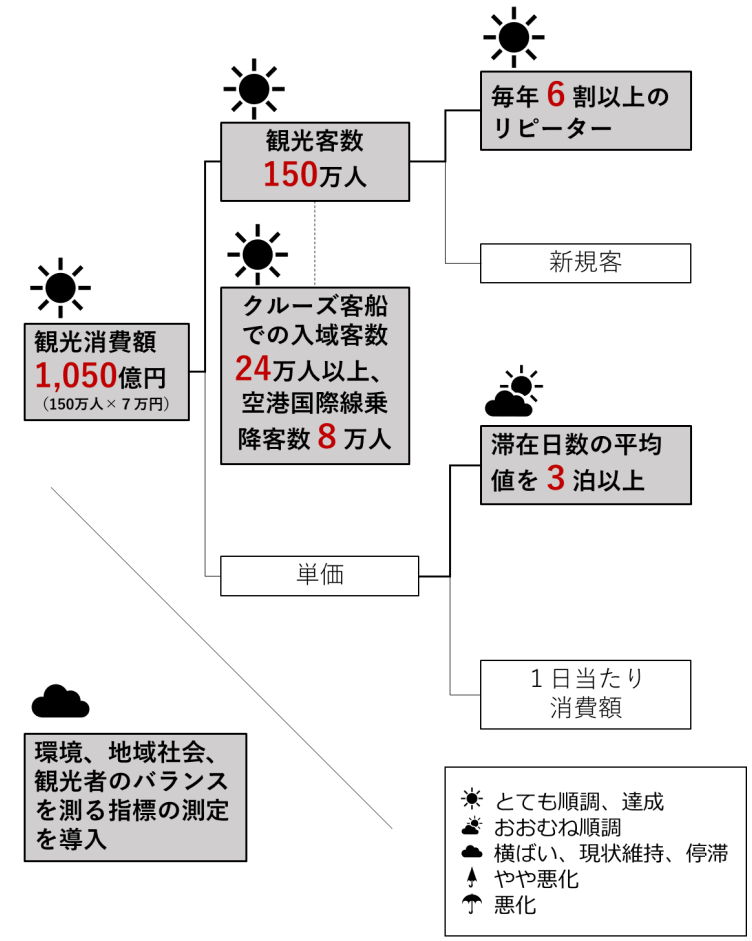 毎年 6 割以上の
リピーター
観光客数
150万人
新規客
クルーズ客船
での入域客数
24万人以上、
空港国際線乗
降客数 8 万人
観光消費額
1,050億円
（150万人×７万円）
滞在日数の平均
値を 3 泊以上
単価
１日当たり
消費額
環境、地域社会、
観光者のバランス
を測る指標の測定
を導入
とても順調、達成
おおむね順調
横ばい、現状維持、停滞
やや悪化
悪化